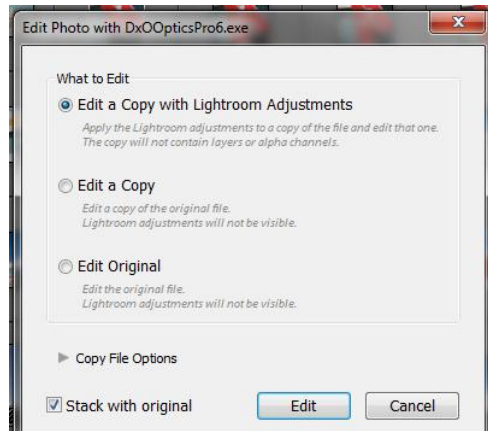 Edit Photo with DxOOpticsPro6.exe
What to Edit
Edit a Copy with Lightroom Adjustments
Apply the Lightroom adjustments to a copy of the file and edit that one.
The copy will not contain layers or alpha channels.
Edit a Copy
Edit a copy of the original file.
Lightroom adjustments will not be visible.
Edit Original
Edit the original file.
Lightroom adjustments will not be visible.
Copy File Options
Stack with original
Edit
Cancel